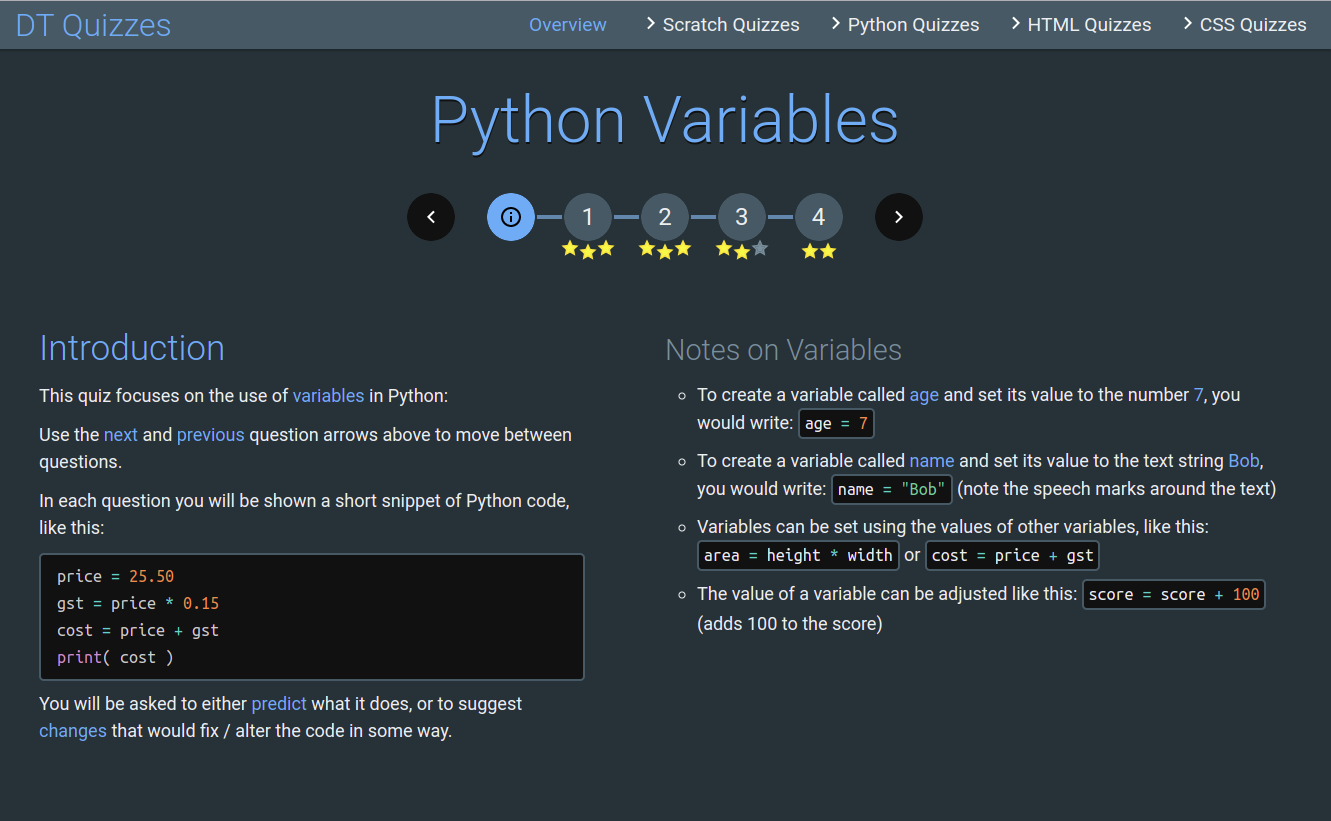 DT Quizzes
Overview
Scratch Quizzes
Python Quizzes
HTML Quizzes
CSS Quizzes
Python Variables
1
2
3
4
Introduction
This quiz focuses on the use of variables in Python:
Use the next and previous question arrows above to move between
questions.
In each question you will be shown a short snippet of Python code,
like this:
price = 25.50
gst = price * 0.15
cost = price + gst
print( cost )
You will be asked to either predict what it does, or to suggest
changes that would fix / alter the code in some way.
Notes on Variables
To create a variable called age and set its value to the number 7, you
would write: age = 7
To create a variable called name and set its value to the text string Bob,
you would write: name = "Bob" (note the speech marks around the text)
Variables can be set using the values of other variables, like this:
area = height * width or cost = price + gst
The value of a variable can be adjusted like this: score = score + 100
(adds 100 to the score)